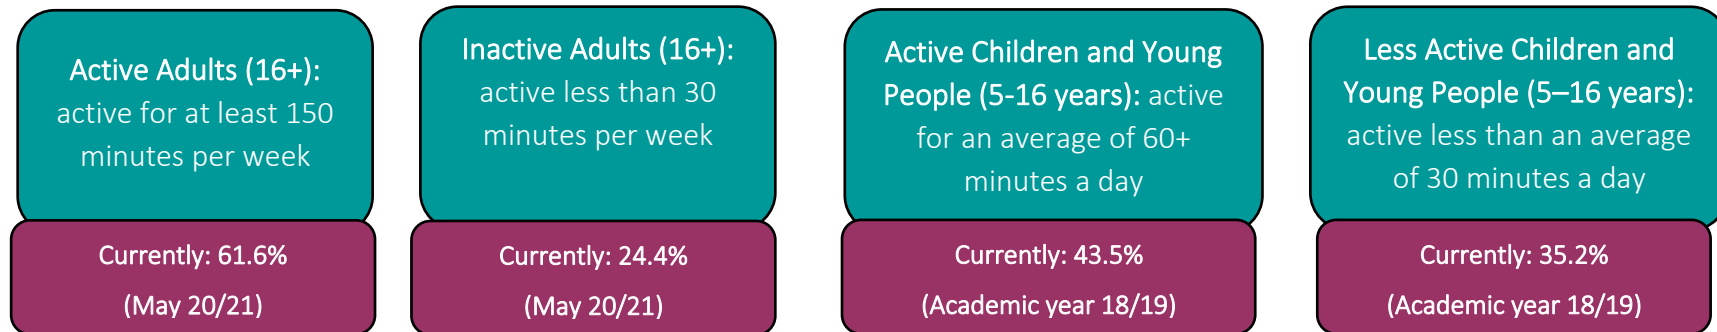 Active Adults (16+):
active for at least 150
minutes per week
Currently: 61.6%
(May 20/21)
Inactive Adults (16+):
active less than 30
minutes per week
Currently: 24.4%
(May 20/21)
Active Children and Young
People (5-16 years): active
for an average of 60+
minutes a day
Currently: 43.5%
(Academic year 18/19)
Less Active Children and
Young People (5–16 years):
active less than an average
of 30 minutes a day
Currently: 35.2%
(Academic year 18/19)